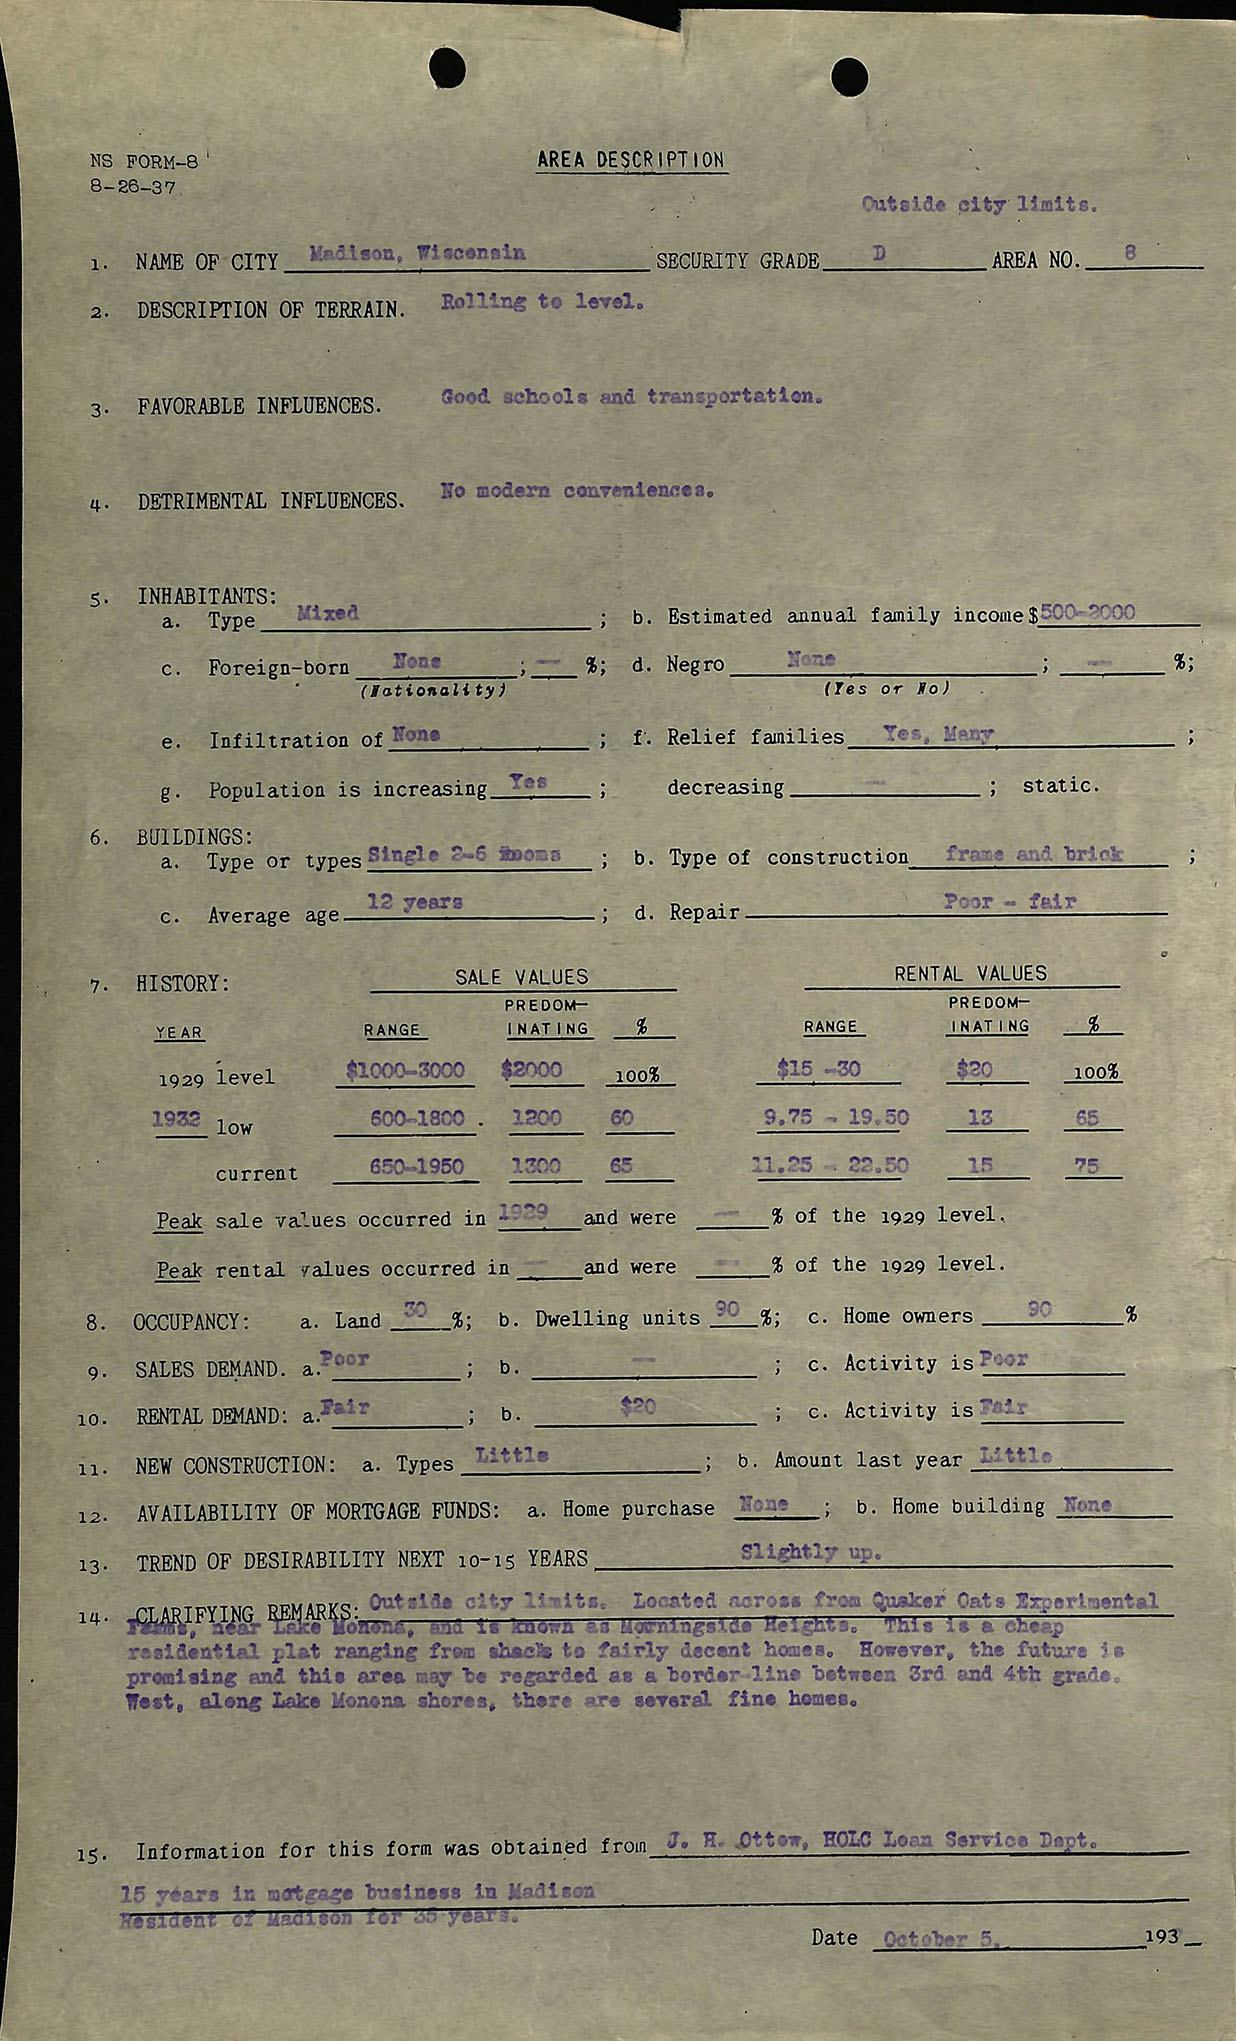 NS FORM-8
8-26-37
AREA DESCRIPTION
Outside city limits.
1. NAME OF CITY Madison, Wisconsin SECURITY GRADE D AREA NO. 8
2. DESCRIPTION OF TERRAIN. Rolling to level.
3. FAVORABLE INFLUENCES. Good schools and transportation.
4. DETRIMENTAL INFLUENCES. No modern conveniences.
5. INHABITANTS:
a. Type Mixed ; b. Estimated annual family income $500-2000
c. Foreign-born None ; — %; d. Negro None ; — %;
(Nationality) (Yes or No)
e. Infiltration of None ; f. Relief families Yes, Many ;
g. Population is increasing Yes ; decreasing — ; static.
6. BUILDINGS:
a. Type or types Single 2-6 Rooms ; b. Type of construction frame and brick ;
c. Average age 12 years ; d. Repair Poor - fair
7. HISTORY: SALE VALUES RENTAL VALUES
PREDOM- PREDOM-
YEAR RANGE INATING % RANGE INATING %
1929 level $1000-3000 $2000 100% $15 -30 $20 100%
1932 low 600-1800 . 1200 60 9.75 - 19.50 13 65
current 650-1950 1300 65 11.25 - 22.50 15 75
Peak sale values occurred in 1929 and were — % of the 1929 level.
Peak rental values occurred in — and were — % of the 1929 level.
8. OCCUPANCY: a. Land 30 %; b. Dwelling units 90 %; c. Home owners 90 %
9. SALES DEMAND. a. Poor ; b. — ; c. Activity is Poor
10. RENTAL DEMAND: a. Fair ; b. $20 ; c. Activity is Fair
11. NEW CONSTRUCTION: a. Types Little ; b. Amount last year Little
12. AVAILABILITY OF MORTGAGE FUNDS: a. Home purchase None ; b. Home building None
13. TREND OF DESIRABILITY NEXT 10-15 YEARS Slightly up.
14. CLARIFYING REMARKS: Outside city limits. Located across from Quaker Oats Experimental
Farms, near Lake Monona, and is known as Morningside Heights. This is a cheap
residential plat ranging from shacks to fairly decent homes. However, the future is
promising and this area may be regarded as a border-line between 3rd and 4th grade.
West, along Lake Monona shores, there are several fine homes.
15. Information for this form was obtained from J. H. Ottow, HOLC Loan Service Dept.
15 years in motgage business in Madison
Resident of Madison for 35 years.
Date October 5, 193_